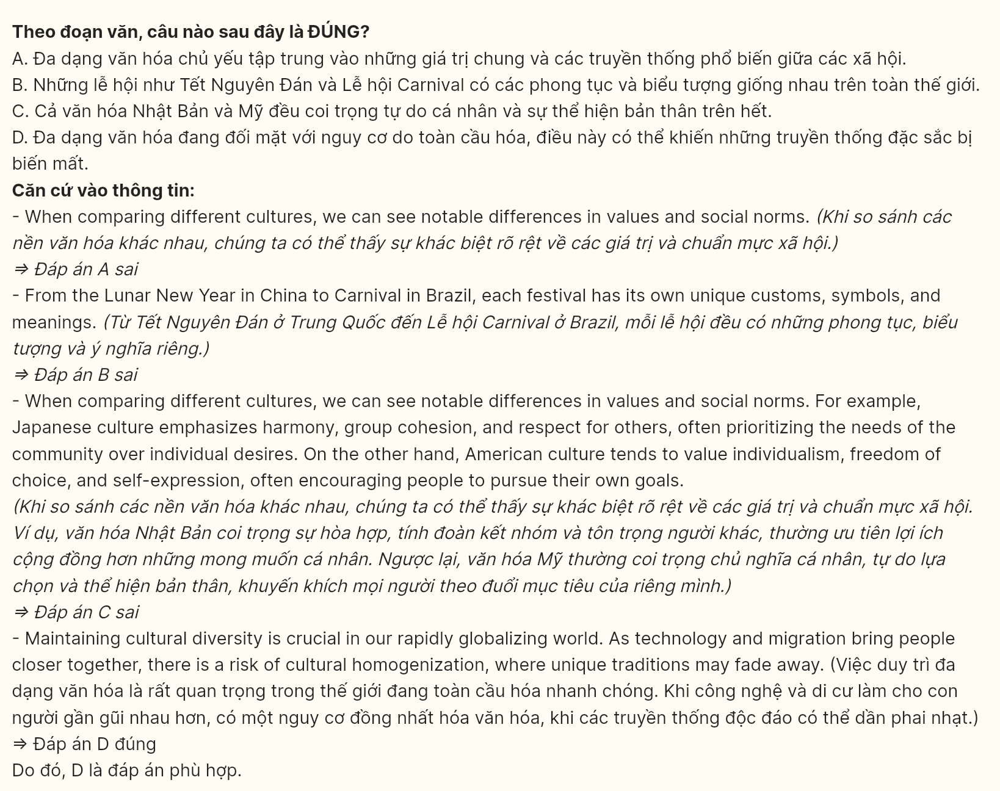 Theo đoạn văn, câu nào sau đây là ĐÚNG?
A. Đa dạng văn hóa chủ yếu tập trung vào những giá trị chung và các truyền thống phổ biến giữa các xã hội.
B. Những lễ hội như Tết Nguyên Đán và Lễ hội Carnival có các phong tục và biểu tượng giống nhau trên toàn thế giới.
C. Cả văn hóa Nhật Bản và Mỹ đều coi trọng tự do cá nhân và sự thể hiện bản thân trên hết.
D. Đa dạng văn hóa đang đối mặt với nguy cơ do toàn cầu hóa, điều này có thể khiến những truyền thống đặc sắc bị
biến mất.
Căn cứ vào thông tin:
- When comparing different cultures, we can see notable differences in values and social norms. (Khi so sánh các
nền văn hóa khác nhau, chúng ta có thể thấy sự khác biệt rõ rệt về các giá trị và chuẩn mực xã hội.)
⇒ Đáp án A sai
- From the Lunar New Year in China to Carnival in Brazil, each festival has its own unique customs, symbols, and
meanings. (Từ Tết Nguyên Đán ở Trung Quốc đến Lễ hội Carnival ở Brazil, mỗi lễ hội đều có những phong tục, biểu
tượng và ý nghĩa riêng.)
⇒ Đáp án B sai
- When comparing different cultures, we can see notable differences in values and social norms. For example,
Japanese culture emphasizes harmony, group cohesion, and respect for others, often prioritizing the needs of the
community over individual desires. On the other hand, American culture tends to value individualism, freedom of
choice, and self-expression, often encouraging people to pursue their own goals.
(Khi so sánh các nền văn hóa khác nhau, chúng ta có thể thấy sự khác biệt rõ rệt về các giá trị và chuẩn mực xã hội.
Ví dụ, văn hóa Nhật Bản coi trọng sự hòa hợp, tính đoàn kết nhóm và tôn trọng người khác, thường ưu tiên lợi ích
cộng đồng hơn những mong muốn cá nhân. Ngược lại, văn hóa Mỹ thường coi trọng chủ nghĩa cá nhân, tự do lựa
chọn và thể hiện bản thân, khuyến khích mọi người theo đuổi mục tiêu của riêng mình.)
⇒ Đáp án C sai
- Maintaining cultural diversity is crucial in our rapidly globalizing world. As technology and migration bring people
closer together, there is a risk of cultural homogenization, where unique traditions may fade away. (Việc duy trì đa
dạng văn hóa là rất quan trọng trong thế giới đang toàn cầu hóa nhanh chóng. Khi công nghệ và di cư làm cho con
người gần gũi nhau hơn, có một nguy cơ đồng nhất hóa văn hóa, khi các truyền thống độc đáo có thể dần phai nhạt.)
⇒ Đáp án D đúng
Do đó, D là đáp án phù hợp.